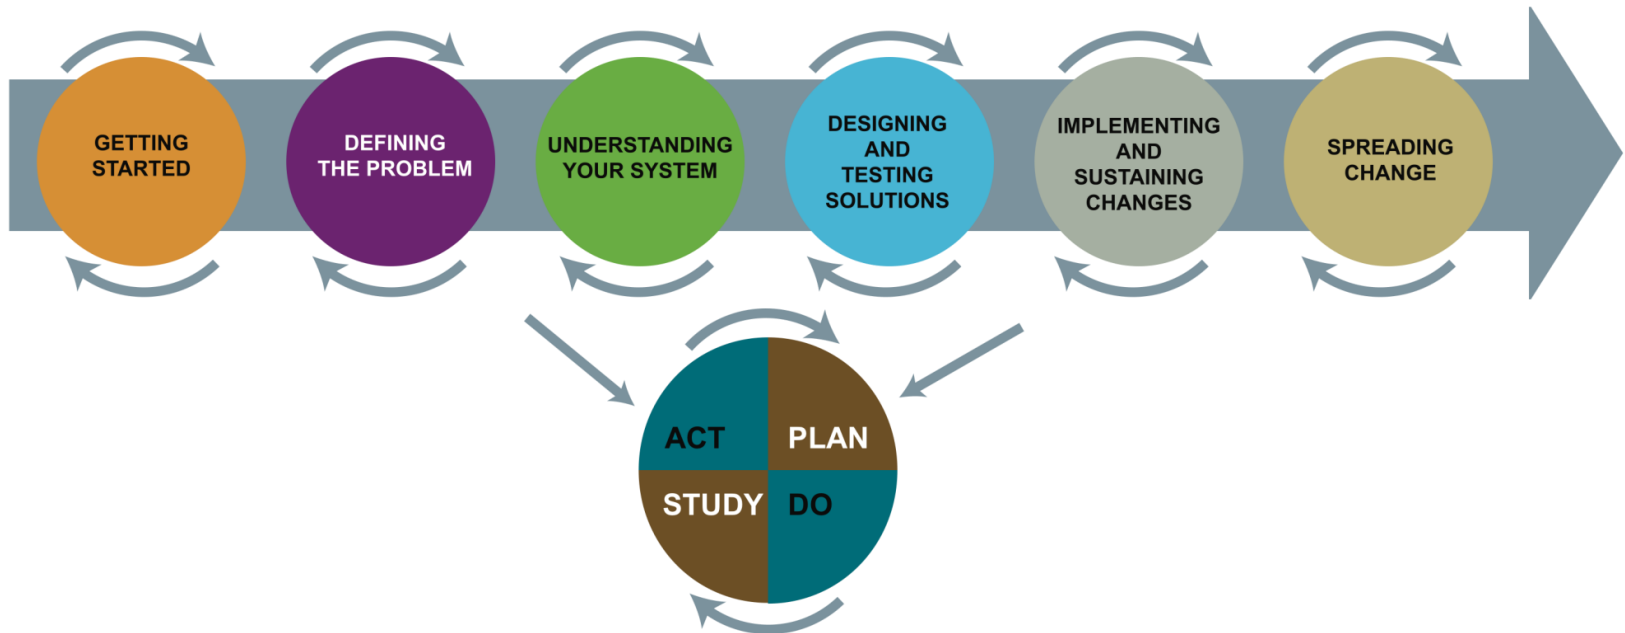 GETTING
STARTED
DEFINING
THE PROBLEM
UNDERSTANDING
YOUR SYSTEM
DESIGNING
AND
TESTING
SOLUTIONS
IMPLEMENTING
AND
SUSTAINING
CHANGES
SPREADING
CHANGE
ACT
PLAN
STUDY
DO